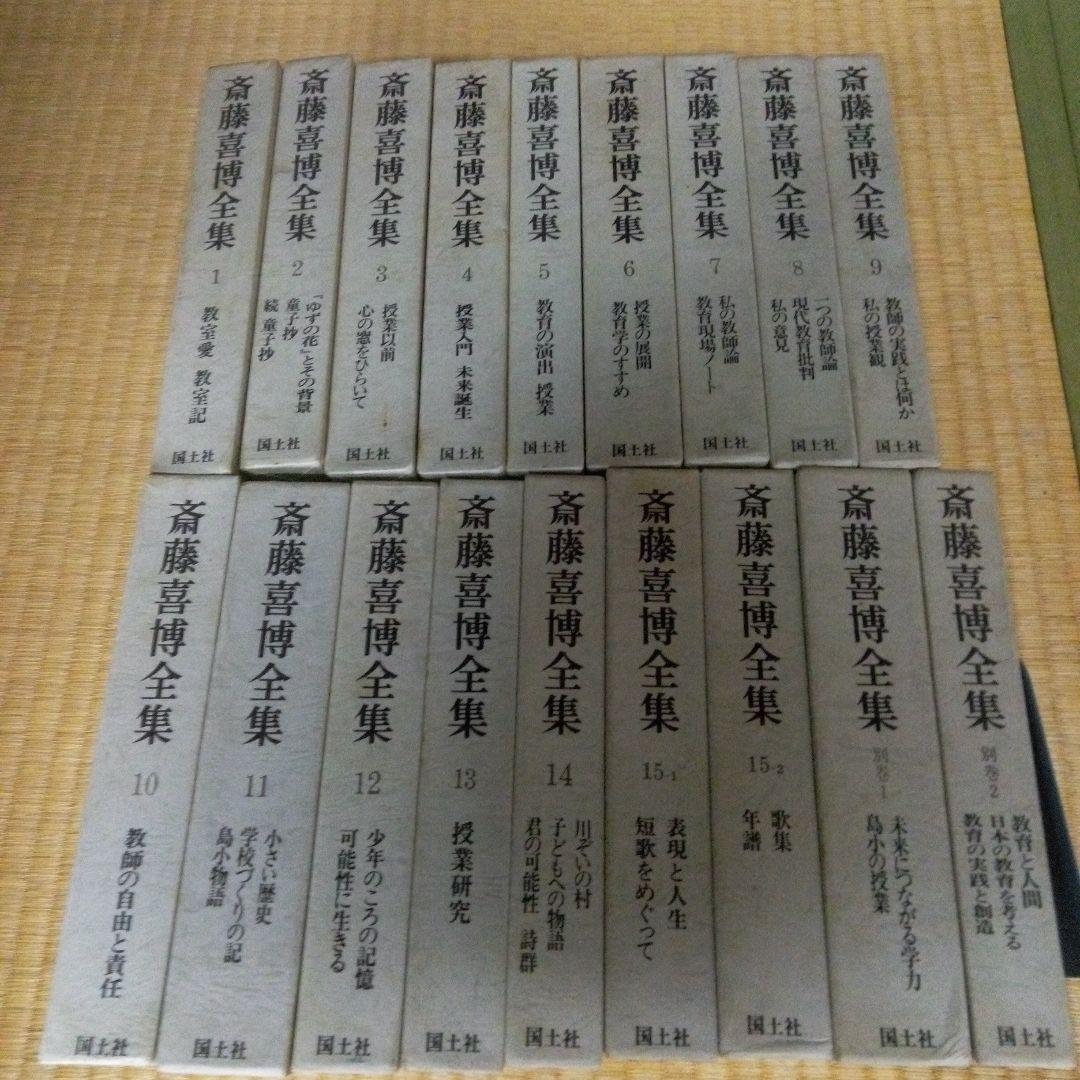 斎藤喜博全集
1
教室愛 教室記
国土社
斎藤喜博全集
2
『ゆずの花』とその背景
童子抄
続 童子抄
国土社
斎藤喜博全集
3
授業以前
心の窓をひらいて
国土社
斎藤喜博全集
4
授業入門 未来誕生
国土社
斎藤喜博全集
5
教育の演出 授業
国土社
斎藤喜博全集
6
授業の展開
教育学のすすめ
国土社
斎藤喜博全集
7
私の教師論
教育現場ノート
国土社
斎藤喜博全集
8
一つの教師論
現代教育批判
私の意見
国土社
斎藤喜博全集
9
教師の実践とは何か
私の授業観
国土社
斎藤喜博全集
10
教師の自由と責任
国土社
斎藤喜博全集
11
小さい歴史
学校づくりの記
島小物語
国土社
斎藤喜博全集
12
少年のころの記憶
可能性に生きる
国土社
斎藤喜博全集
13
授業研究
国土社
斎藤喜博全集
14
川ぞいの村
子どもへの物語
君の可能性 詩群
国土社
斎藤喜博全集
15-1
表現と人生
短歌をめぐって
国土社
斎藤喜博全集
15-2
歌集
年譜
国土社
斎藤喜博全集
別巻・1
未来につながる学力
島小の授業
国土社
斎藤喜博全集
別巻・2
教育と人間
日本の教育を考える
教育の実践と創造
国土社